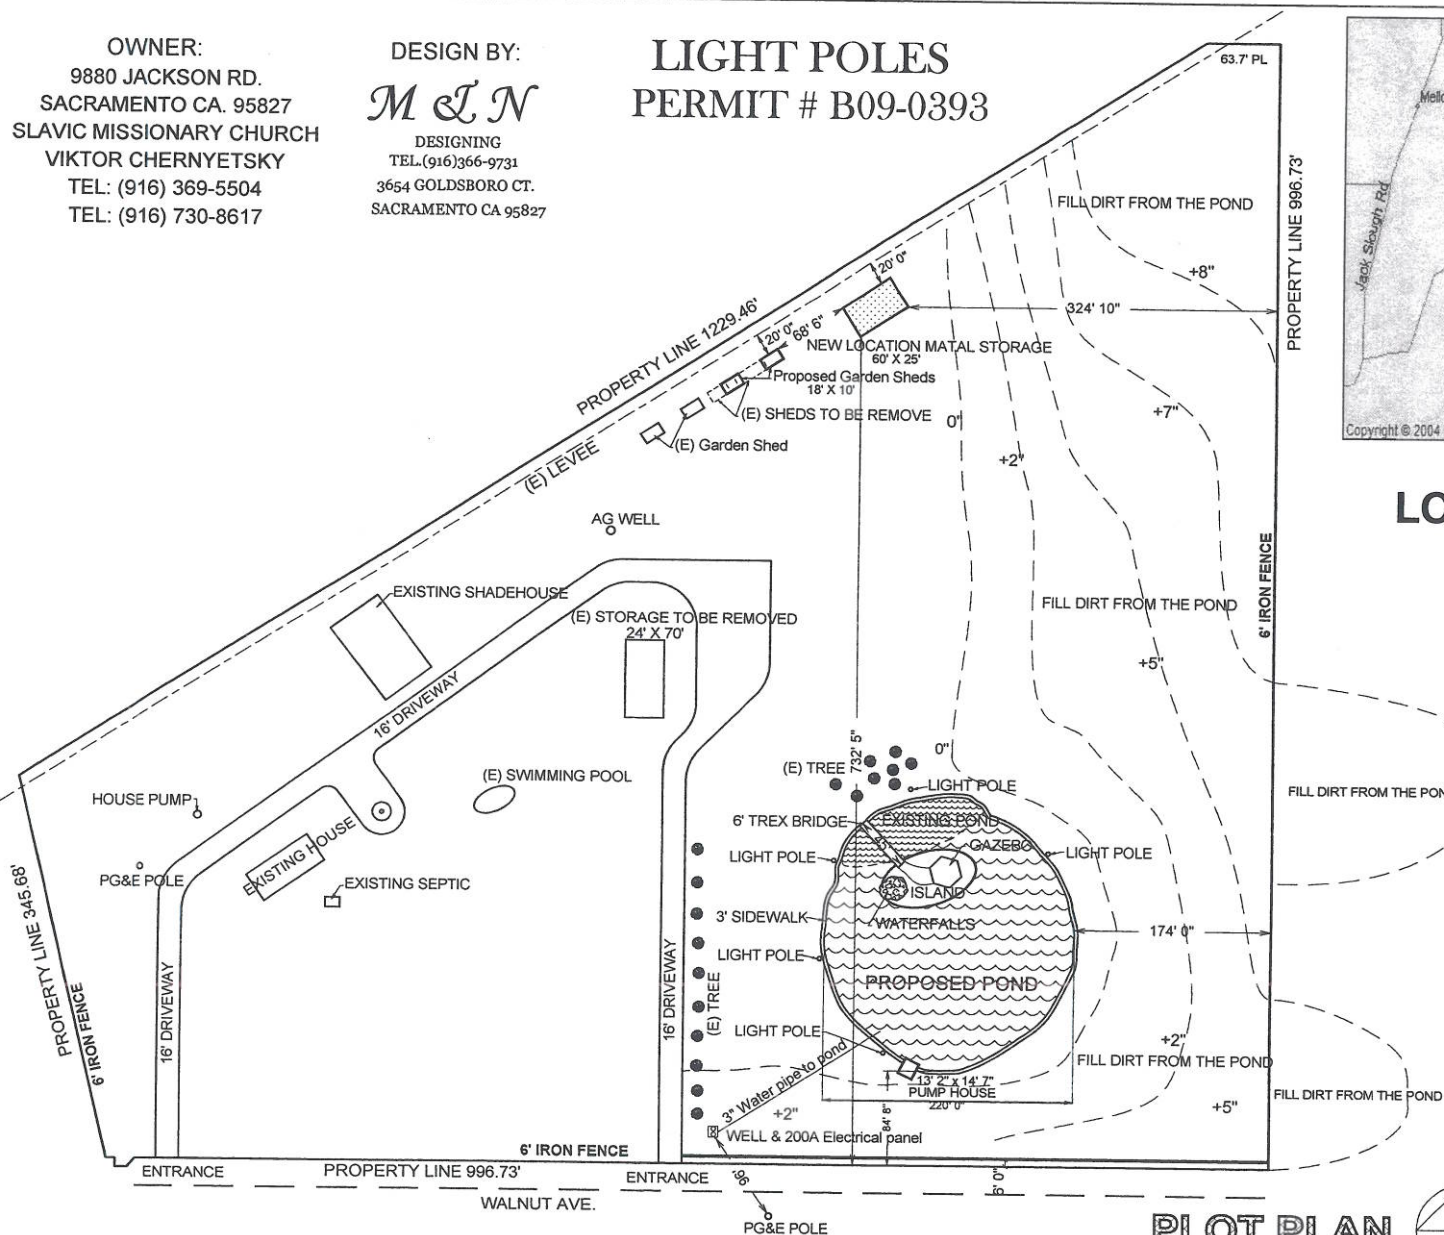 OWNER:
9880 JACKSON RD.
SACRAMENTO CA. 95827
SLAVIC MISSIONARY CHURCH
VIKTOR CHERNYETSKY
TEL: (916) 369-5504
TEL: (916) 730-8617
DESIGN BY:
M & N
DESIGNING
TEL.(916)366-9731
3654 GOLDSBORO CT.
SACRAMENTO CA 95827
LIGHT POLES
PERMIT # B09-0393
63.7' PL
Jack Slough Rd
Copyright © 2004
LO
PROPERTY LINE 996.73'
FILL DIRT FROM THE POND
+8"
20' 0"
324' 10"
PROPERTY LINE 1229.46'
20' 0"
68' 6"
NEW LOCATION MATAL STORAGE
60' X 25'
Proposed Garden Sheds
18' X 10'
(E) SHEDS TO BE REMOVE
0"
+7"
(E) Garden Shed
+2"
(E) LEVEE
AG WELL
6' IRON FENCE
EXISTING SHADEHOUSE
FILL DIRT FROM THE POND
(E) STORAGE TO BE REMOVED
24' X 70'
+5"
16' DRIVEWAY
732' 5"
0"
(E) TREE
(E) SWIMMING POOL
LIGHT POLE
FILL DIRT FROM THE PON
HOUSE PUMP
6' TREX BRIDGE
EXISTING POND
EXISTING HOUSE
45'
GAZEBO
LIGHT POLE
LIGHT POLE
PG&E POLE
EXISTING SEPTIC
ISLAND
3' SIDEWALK
WATERFALLS
174' 0"
PROPERTY LINE 345.68'
6' IRON FENCE
LIGHT POLE
PROPOSED POND
16' DRIVEWAY
16' DRIVEWAY
(E) TREE
LIGHT POLE
+2"
FILL DIRT FROM THE POND
3" Water pipe to pond
13' 2" x 14' 7"
PUMP HOUSE
220' 0"
FILL DIRT FROM THE POND
+5"
+2"
84' 8"
WELL & 200A Electrical panel
6' IRON FENCE
ENTRANCE
PROPERTY LINE 996.73'
ENTRANCE
96'
6' 0"
WALNUT AVE.
PG&E POLE
PLOT PLAN